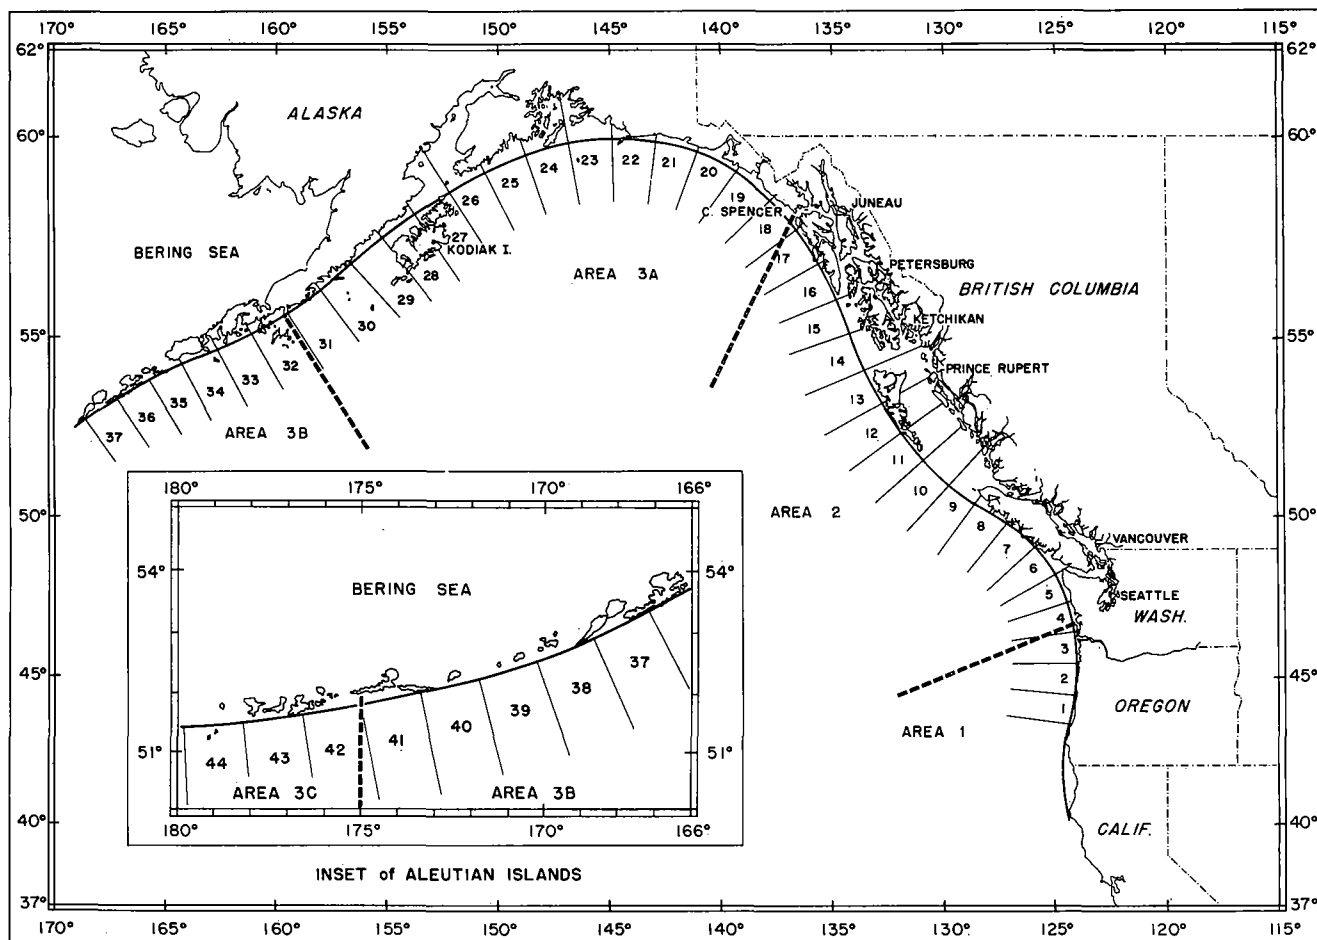 170° 165° 160° 155° 150° 145° 140° 135° 130° 125° 120° 115°
62° 62°
ALASKA
60° 60°
23 22 21
24 20
25
26 19
C. SPENCER
JUNEAU
18
27
KODIAK I.
17
BERING SEA
28
AREA 3A
PETERSBURG
16
BRITISH COLUMBIA
29
30
15
KETCHIKAN
31
55° 55°
32
14
33
PRINCE RUPERT
34
35
13
36
37
AREA 3B
12
11
10
9
50° 50°
AREA 2
8
7
VANCOUVER
6
5
SEATTLE
4
WASH.
3
45° 45°
2
1
OREGON
AREA 1
40° 40°
CALIF.
37° 37°
180° 175° 170° 166°
54° 54°
BERING SEA
37
38
39
40
41
42
43
44
51° 51°
AREA 3C AREA 3B
180° 175° 170° 166°
INSET of ALEUTIAN ISLANDS
170° 165° 160° 155° 150° 145° 140° 135° 130° 125° 120° 115°